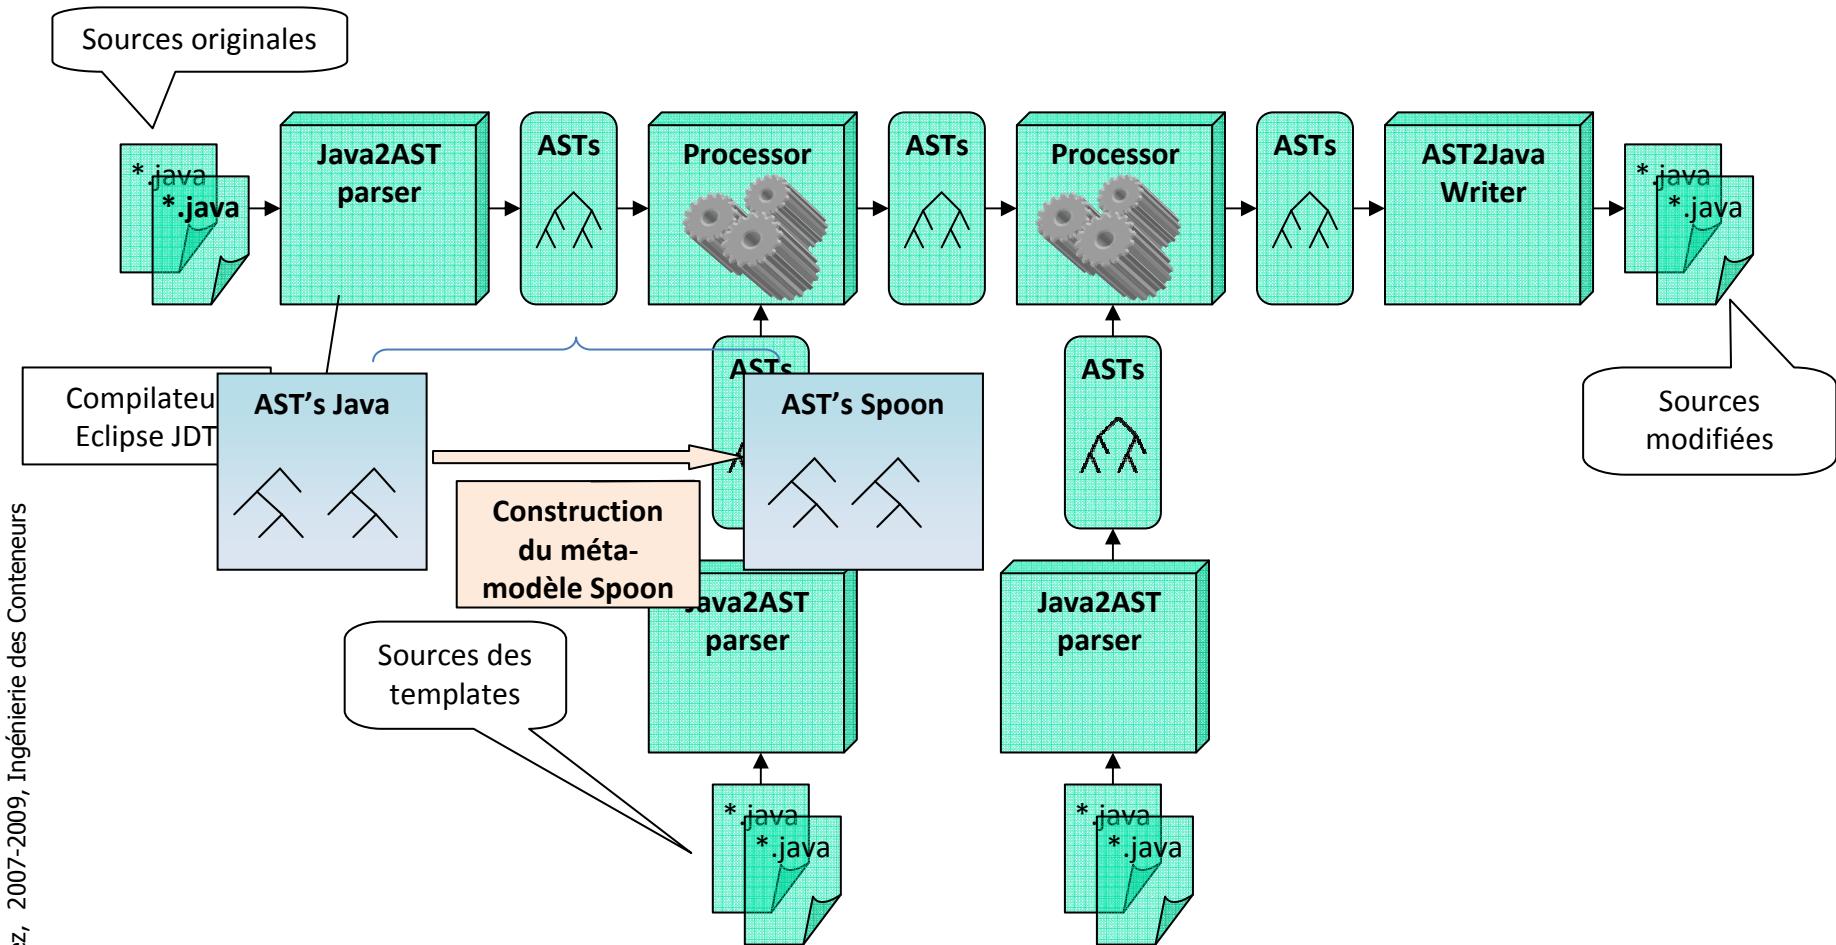 Sources originales
*.java
*.java
Java2AST
parser
ASTs
Processor
ASTs
Processor
ASTs
AST2Java
Writer
*.java
*.java
Compilateu
Eclipse JDT
AST's Java
ASTs
AST's Spoon
ASTs
Sources
modifiées
Construction
du méta-
modèle Spoon
Java2AST
parser
Java2AST
parser
Sources des
templates
*.java
*.java
*.java
*.java
2007-2009, Ingénierie des Conteneurs